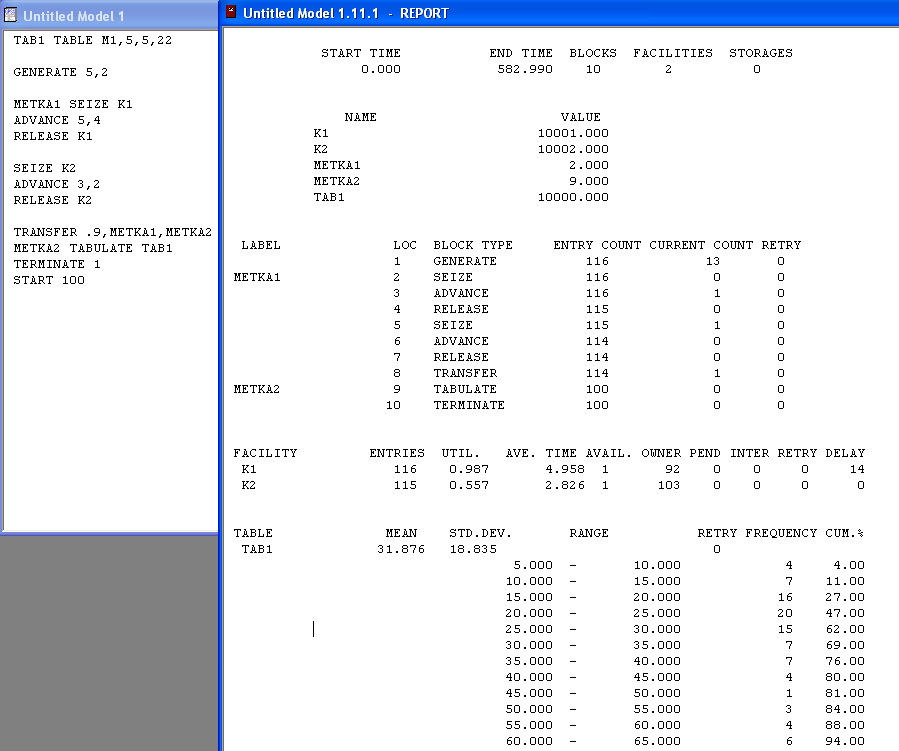 Untitled Model 1
TAB1 TABLE M1,5,5,22
GENERATE 5,2
METKA1 SEIZE K1
ADVANCE 5,4
RELEASE K1
SEIZE K2
ADVANCE 3,2
RELEASE K2
TRANSFER .9,METKA1,METKA2
METKA2 TABULATE TAB1
TERMINATE 1
START 100
Untitled Model 1.11.1 - REPORT
START TIME END TIME BLOCKS FACILITIES STORAGES
0.000 582.990 10 2 0
NAME VALUE
K1 10001.000
K2 10002.000
METKA1 2.000
METKA2 9.000
TAB1 10000.000
LABEL LOC BLOCK TYPE ENTRY COUNT CURRENT COUNT RETRY
1 GENERATE 116 13 0
METKA1 2 SEIZE 116 0 0
3 ADVANCE 116 1 0
4 RELEASE 115 0 0
5 SEIZE 115 1 0
6 ADVANCE 114 0 0
7 RELEASE 114 0 0
8 TRANSFER 114 1 0
METKA2 9 TABULATE 100 0 0
10 TERMINATE 100 0 0
FACILITY ENTRIES UTIL. AVE. TIME AVAIL. OWNER PEND INTER RETRY DELAY
K1 116 0.987 4.958 1 92 0 0 0 14
K2 115 0.557 2.826 1 103 0 0 0 0
TABLE MEAN STD.DEV. RANGE RETRY FREQUENCY CUM.%
TAB1 31.876 18.835 0
5.000 - 10.000 4 4.00
10.000 - 15.000 7 11.00
15.000 - 20.000 16 27.00
20.000 - 25.000 20 47.00
25.000 - 30.000 15 62.00
30.000 - 35.000 7 69.00
35.000 - 40.000 7 76.00
40.000 - 45.000 4 80.00
45.000 - 50.000 1 81.00
50.000 - 55.000 3 84.00
55.000 - 60.000 4 88.00
60.000 - 65.000 6 94.00